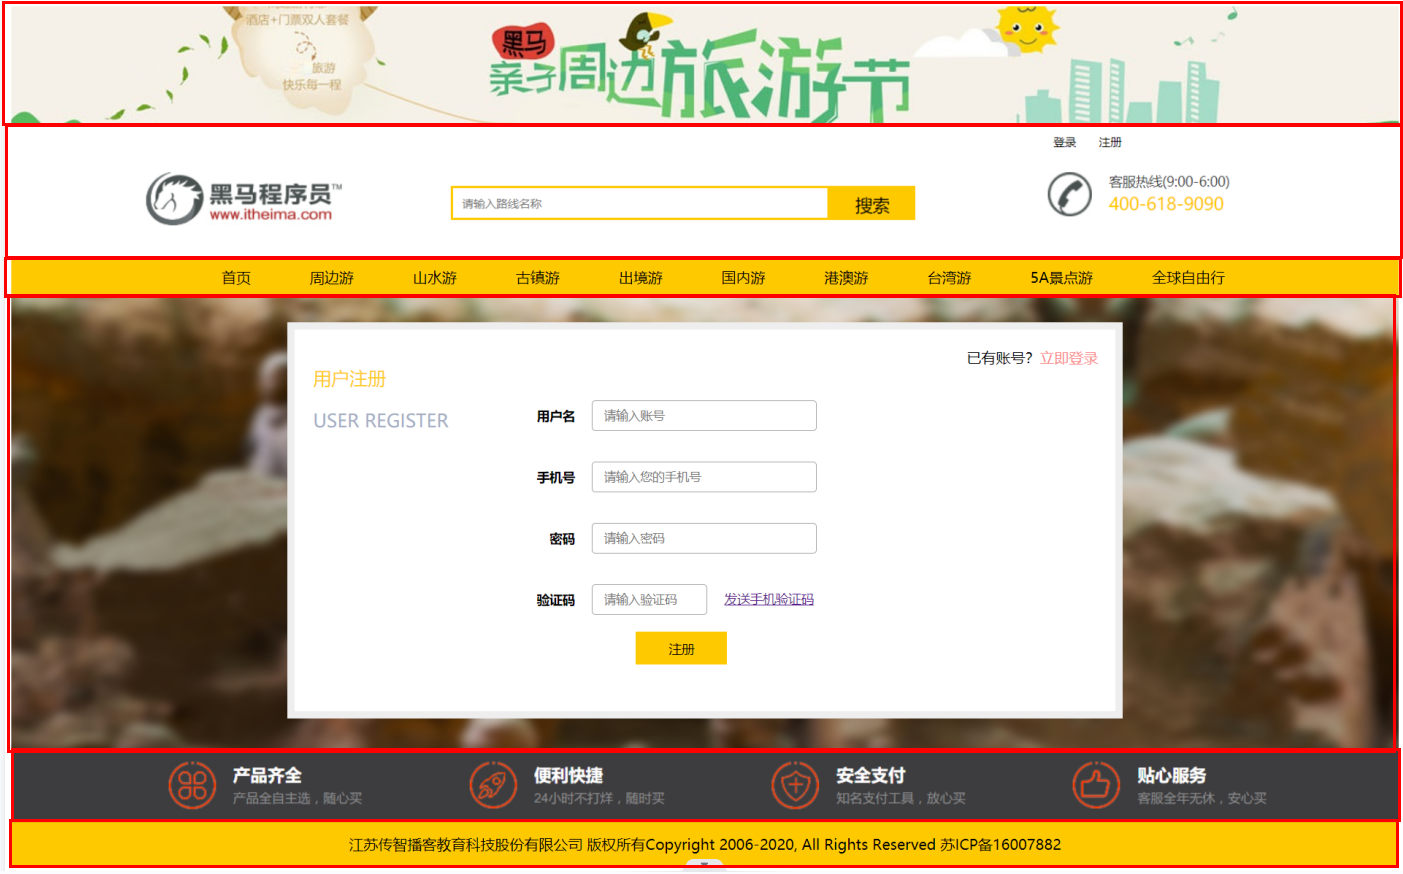 酒店+门票双人套餐
旅游
快乐每一程
黑马
亲子周边旅游节
登录 注册
黑马程序员™
www.itheima.com
请输入路线名称
搜索
客服热线(9:00-6:00)
400-618-9090
首页 周边游 山水游 古镇游 出境游 国内游 港澳游 台湾游 5A景点游 全球自由行
已有账号? 立即登录
用户注册
USER REGISTER
用户名 请输入账号
手机号 请输入您的手机号
密码 请输入密码
验证码 请输入验证码 发送手机验证码
注册
产品齐全
产品全自主选，随心买
便利快捷
24小时不打烊，随时买
安全支付
知名支付工具，放心买
贴心服务
客服全年无休，安心买
江苏传智播客教育科技股份有限公司 版权所有Copyright 2006-2020, All Rights Reserved 苏ICP备16007882